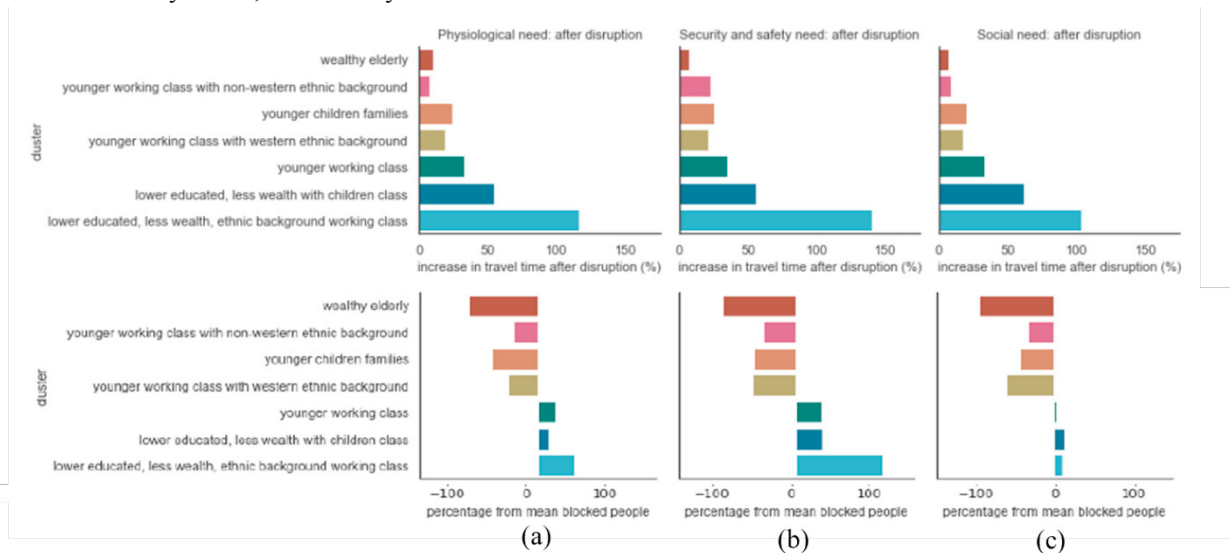 Physiological need: after disruption
Security and safety need: after disruption
Social need: after disruption
wealthy elderly
younger working class with non-western ethnic background
younger children families
younger working class with western ethnic background
younger working class
lower educated, less wealth with children class
lower educated, less wealth, ethnic background working class
duster
0 50 100 150
0 50 100 150
0 50 100 150
increase in travel time after disruption (%)
increase in travel time after disruption (%)
increase in travel time after disruption (%)
wealthy elderly
younger working class with non-western ethnic background
younger children families
younger working class with western ethnic background
younger working class
lower educated, less wealth with children class
lower educated, less wealth, ethnic background working class
duster
−100 0 100
−100 0 100
−100 0 100
percentage from mean blocked people
percentage from mean blocked people
percentage from mean blocked people
(a)
(b)
(c)